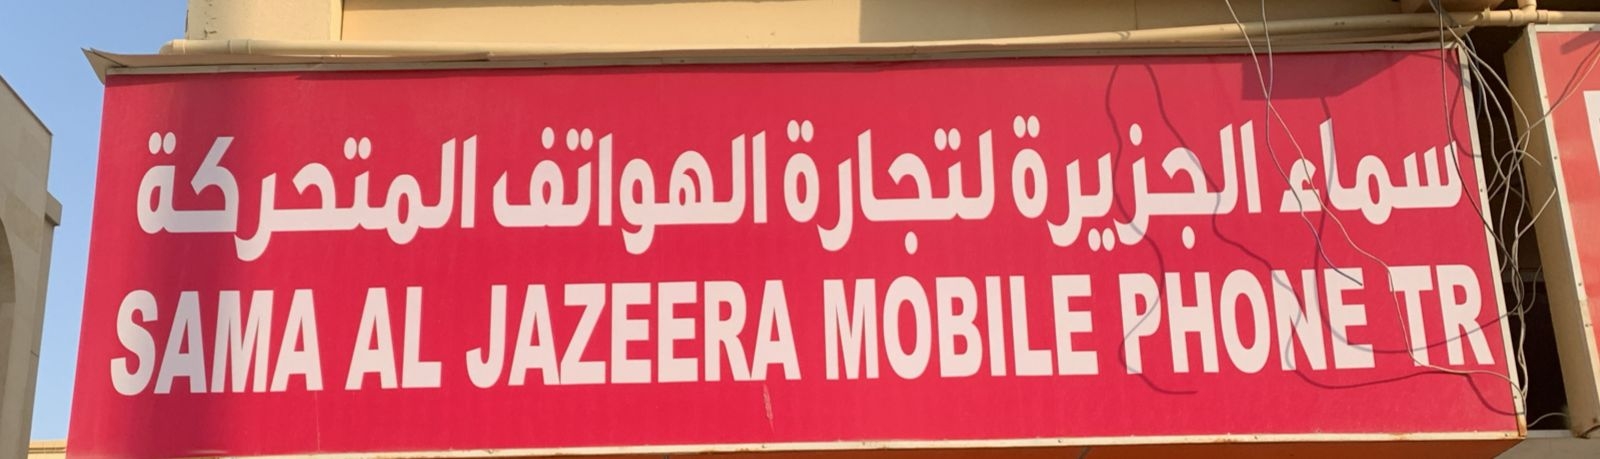 سماء الجزيرة لتجارة الهواتف المتحركة
SAMA AL JAZEERA MOBILE PHONE TR